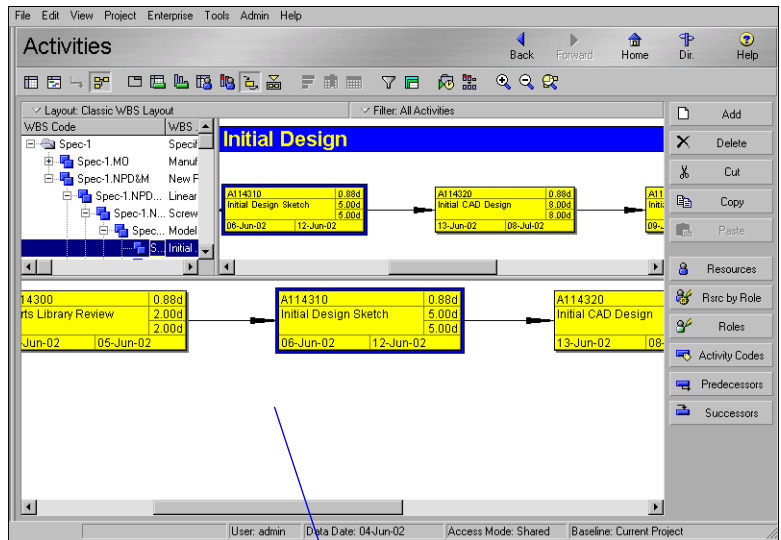 File Edit View Project Enterprise Tools Admin Help
Activities
Back Forward Home Dir. Help
Layout: Classic WBS Layout
Filter: All Activities
WBS Code WBS
Spec-1 Specif
Spec-1.MO Manuf
Spec-1.NPD&M New F
Spec-1.NPD... Linear
Spec-1.N... Screw
Spec... Model
S... Initial
Initial Design
A114310 0.88d
Initial Design Sketch 5.00d
5.00d
06-Jun-02 12-Jun-02
A114320 0.88d
Initial CAD Design 8.00d
8.00d
13-Jun-02 08-Jul-02
A11
Initi
09-
14300 0.88d
rts Library Review 2.00d
2.00d
Jun-02 05-Jun-02
A114310 0.88d
Initial Design Sketch 5.00d
5.00d
06-Jun-02 12-Jun-02
A114320
Initial CAD Design
13-Jun-02 08-
Add
Delete
Cut
Copy
Paste
Resources
Rsrc by Role
Roles
Activity Codes
Predecessors
Successors
User: admin Data Date: 04-Jun-02 Access Mode: Shared Baseline: Current Project